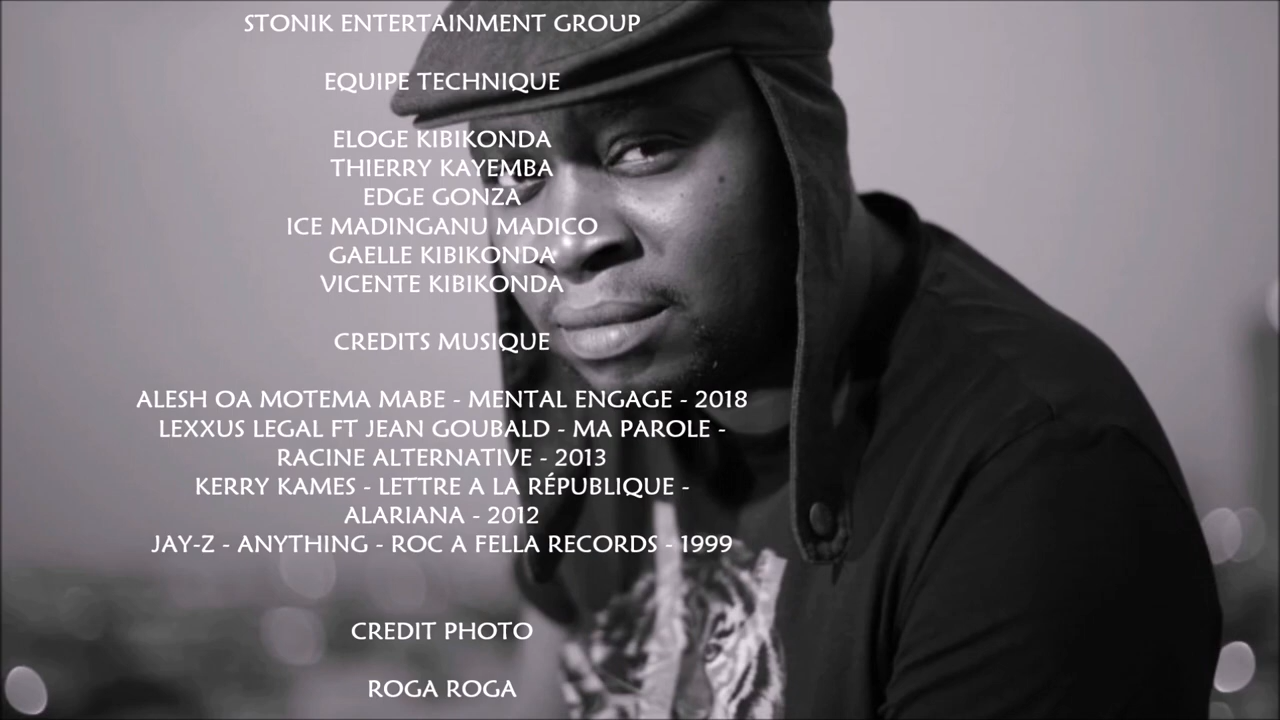 STONIK ENTERTAINMENT GROUP
EQUIPE TECHNIQUE
ELOGE KIBIKONDA
THIERRY KAYEMBA
EDGE GONZA
ICE MADINGANU MADICO
GAELLE KIBIKONDA
VICENTE KIBIKONDA
CREDITS MUSIQUE
ALESH OA MOTEMA MABE - MENTAL ENGAGE - 2018
LEXXUS LEGAL FT JEAN GOUBALD - MA PAROLE -
RACINE ALTERNATIVE - 2013
KERRY KAMES - LETTRE A LA RÉPUBLIQUE -
ALARIANA - 2012
JAY-Z - ANYTHING - ROC A FELLA RECORDS - 1999
CREDIT PHOTO
ROGA ROGA